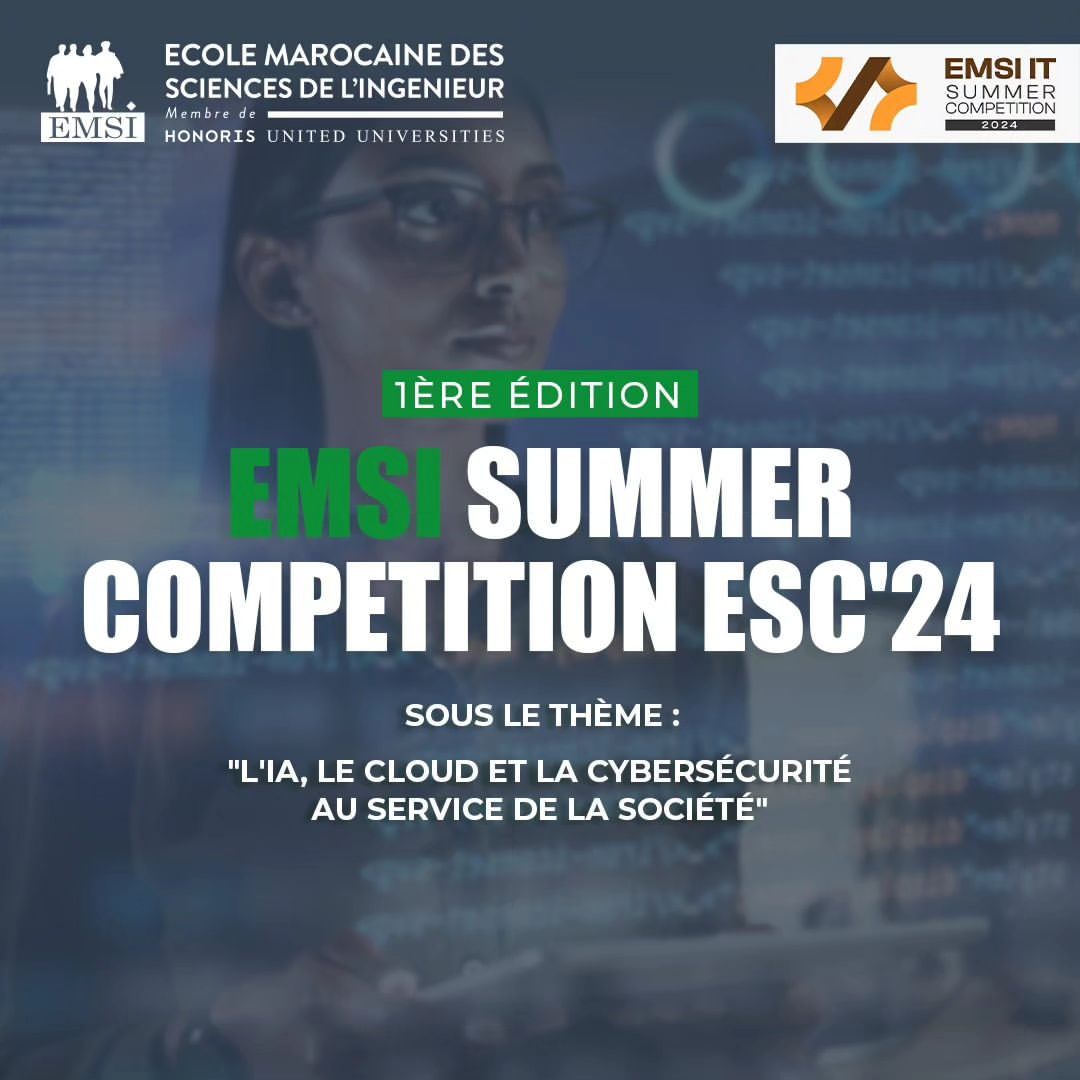 ECOLE MAROCAINE DES
SCIENCES DE L'INGENIEUR
Membre de
HONORIS UNITED UNIVERSITIES
EMSI
EMSI IT
SUMMER
COMPETITION
2024
1ÈRE ÉDITION
EMSI SUMMER
COMPETITION ESC'24
SOUS LE THÈME :
"L'IA, LE CLOUD ET LA CYBERSÉCURITÉ
AU SERVICE DE LA SOCIÉTÉ"